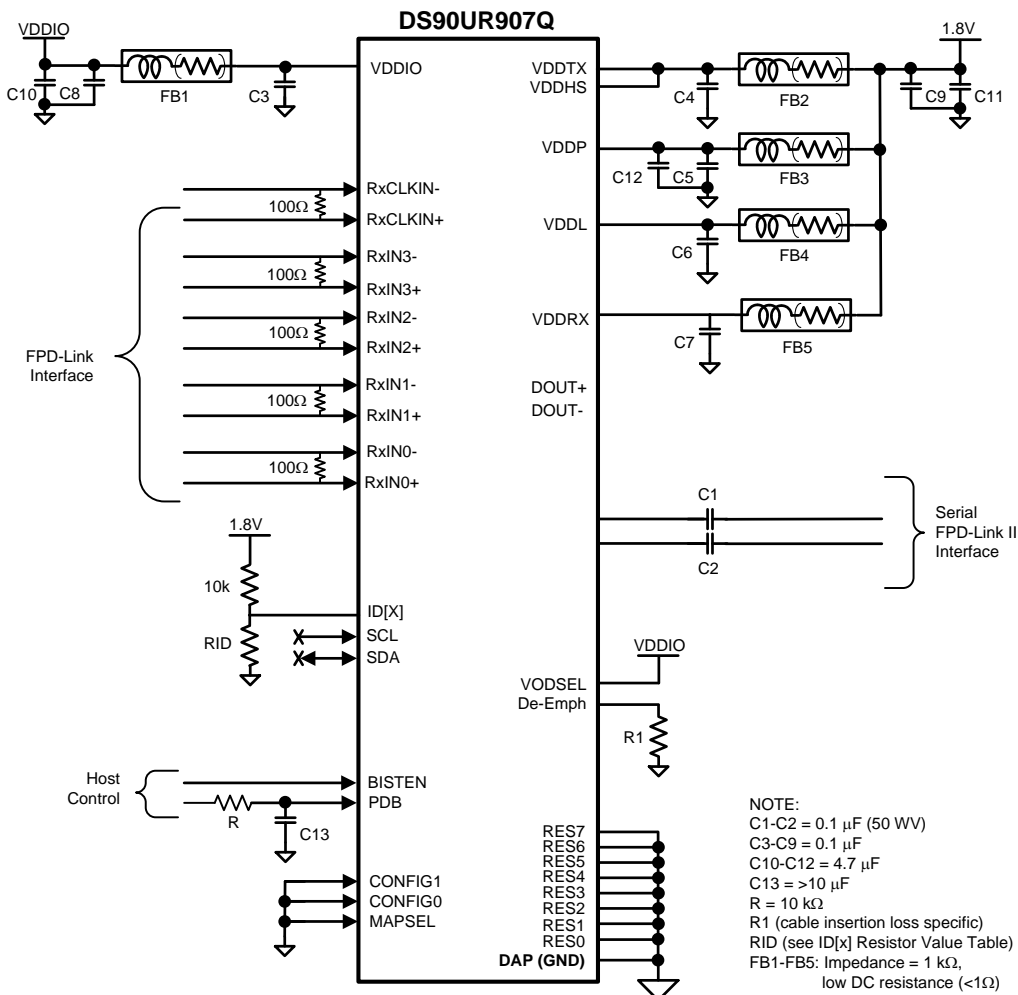 DS90UR907Q
VDDIO
C10
C8
FB1
C3
VDDIO
RxCLKIN-
100Ω
RxCLKIN+
RxIN3-
100Ω
RxIN3+
RxIN2-
100Ω
RxIN2+
RxIN1-
100Ω
RxIN1+
RxIN0-
100Ω
RxIN0+
FPD-Link
Interface
1.8V
10k
RID
ID[X]
SCL
SDA
Host
Control
BISTEN
PDB
R
C13
CONFIG1
CONFIG0
MAPSEL
VDDTX
VDDHS
C4
FB2
1.8V
C9
C11
VDDP
C12
C5
FB3
VDDL
C6
FB4
VDDRX
C7
FB5
DOUT+
DOUT-
C1
C2
Serial
FPD-Link II
Interface
VDDIO
VODSEL
De-Emph
R1
RES7
RES6
RES5
RES4
RES3
RES2
RES1
RES0
DAP (GND)
NOTE:
C1-C2 = 0.1 μF (50 WV)
C3-C9 = 0.1 μF
C10-C12 = 4.7 μF
C13 = >10 μF
R = 10 kΩ
R1 (cable insertion loss specific)
RID (see ID[x] Resistor Value Table)
FB1-FB5: Impedance = 1 kΩ,
low DC resistance (<1Ω)